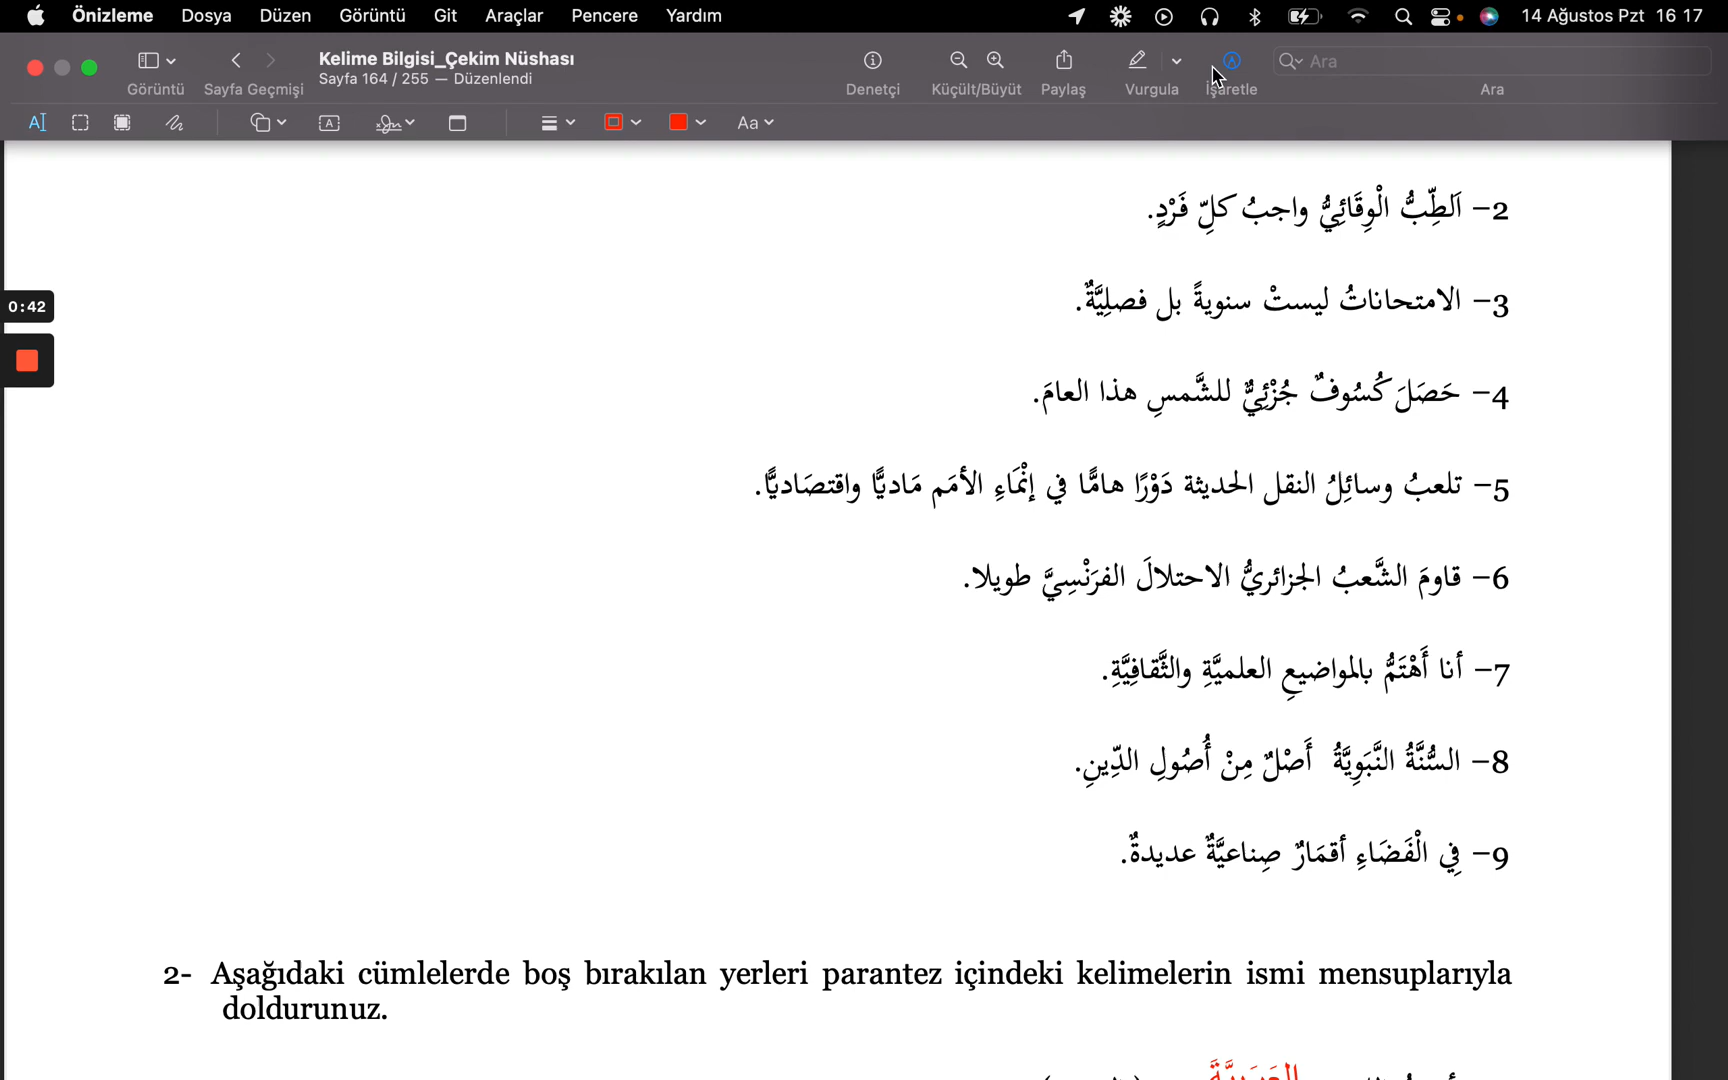 Önizleme Dosya Düzen Görüntü Git Araçlar Pencere Yardım 14 Ağustos Pzt 16 17
Kelime Bilgisi_Çekim Nüshası
Sayfa 164 / 255 — Düzenlendi
Ara
Görüntü Sayfa Geçmişi Denetçi Küçült/Büyüt Paylaş Vurgula İşaretle Ara
Aa
2– اَلطِّبُّ الْوِقَائِيُّ واجبُ كلِّ فَرْدٍ.
3– الامتحاناتُ ليستْ سنويةً بل فصلِيَّةٌ.
0:42
4– حَصَلَ كُسُوفٌ جُزْئِيٌّ للشَّمسِ هذا العامَ.
5– تلعبُ وسائِلُ النقل الحديثة دَوْرًا هامًّا في إِنْمَاءِ الأمَم مَاديًّا واقتصَاديًّا.
6– قاومَ الشَّعبُ الجزائريُّ الاحتلالَ الفرَنْسِيَّ طويلا.
7– أنا أَهْتَمُّ بالمواضيعِ العلميَّةِ والثَّقافِيَّةِ.
8– السُّنَّةُ النَّبَوِيَّةُ أَصْلٌ مِنْ أُصُولِ الدِّينِ.
9– فِي الْفَضَاءِ أقمَارٌ صِناعيَّةٌ عديدةٌ.
2- Aşağıdaki cümlelerde boş bırakılan yerleri parantez içindeki kelimelerin ismi mensuplarıyla
doldurunuz.